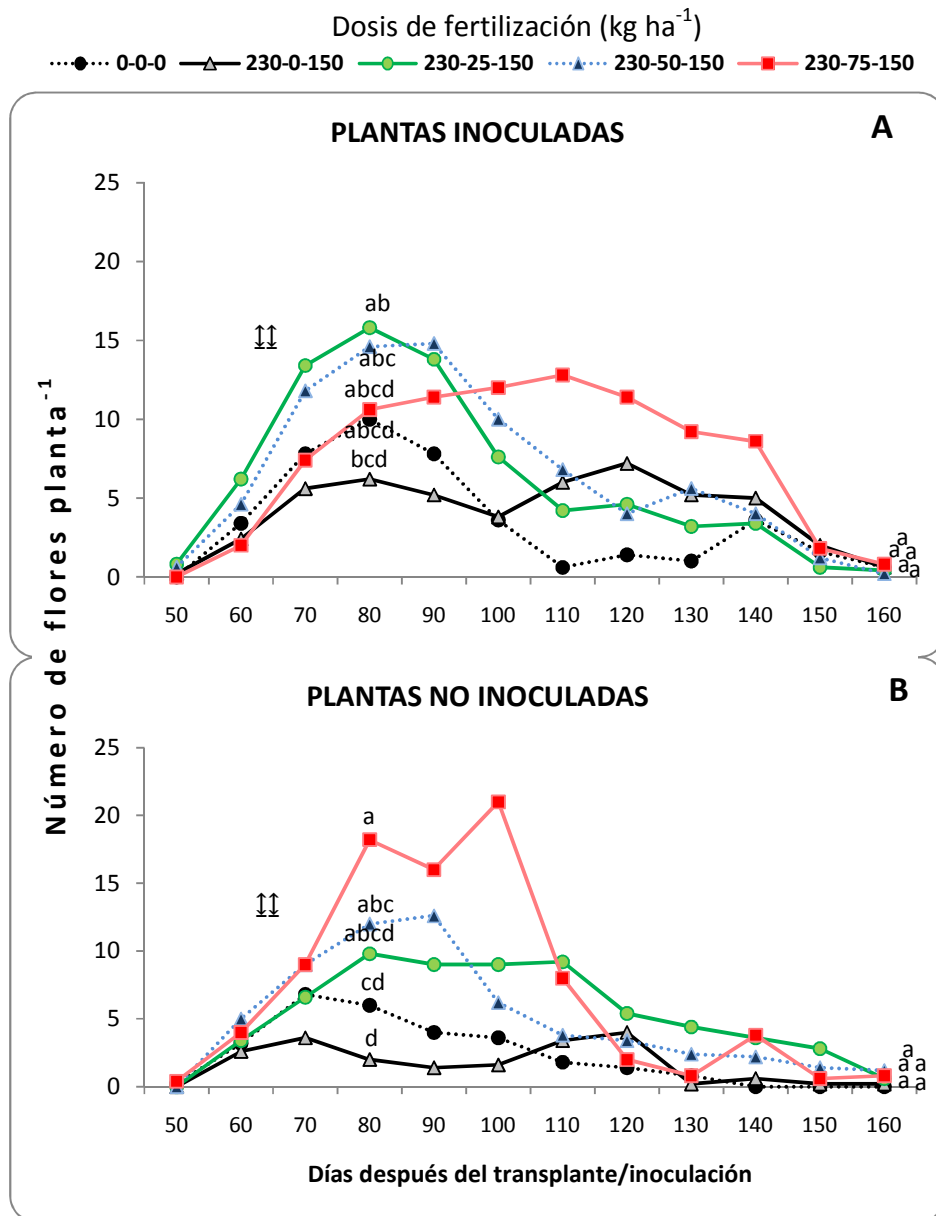 Dosis de fertilización (kg ha-1)
0-0-0 230-0-150 230-25-150 230-50-150 230-75-150
PLANTAS INOCULADAS
A
25
20
15
10
5
0
ab
abc
abcd
abcd
bcd
a
a a
a a
50 60 70 80 90 100 110 120 130 140 150 160
Número de flores planta-1
PLANTAS NO INOCULADAS
B
25
20
15
10
5
0
a
abc
abcd
cd
d
a
a a
a a
50 60 70 80 90 100 110 120 130 140 150 160
Días después del transplante/inoculación